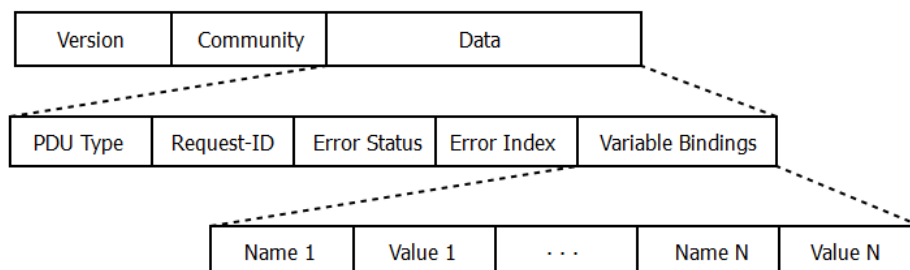 Version Community Data
PDU Type Request-ID Error Status Error Index Variable Bindings
Name 1 Value 1 · · · Name N Value N